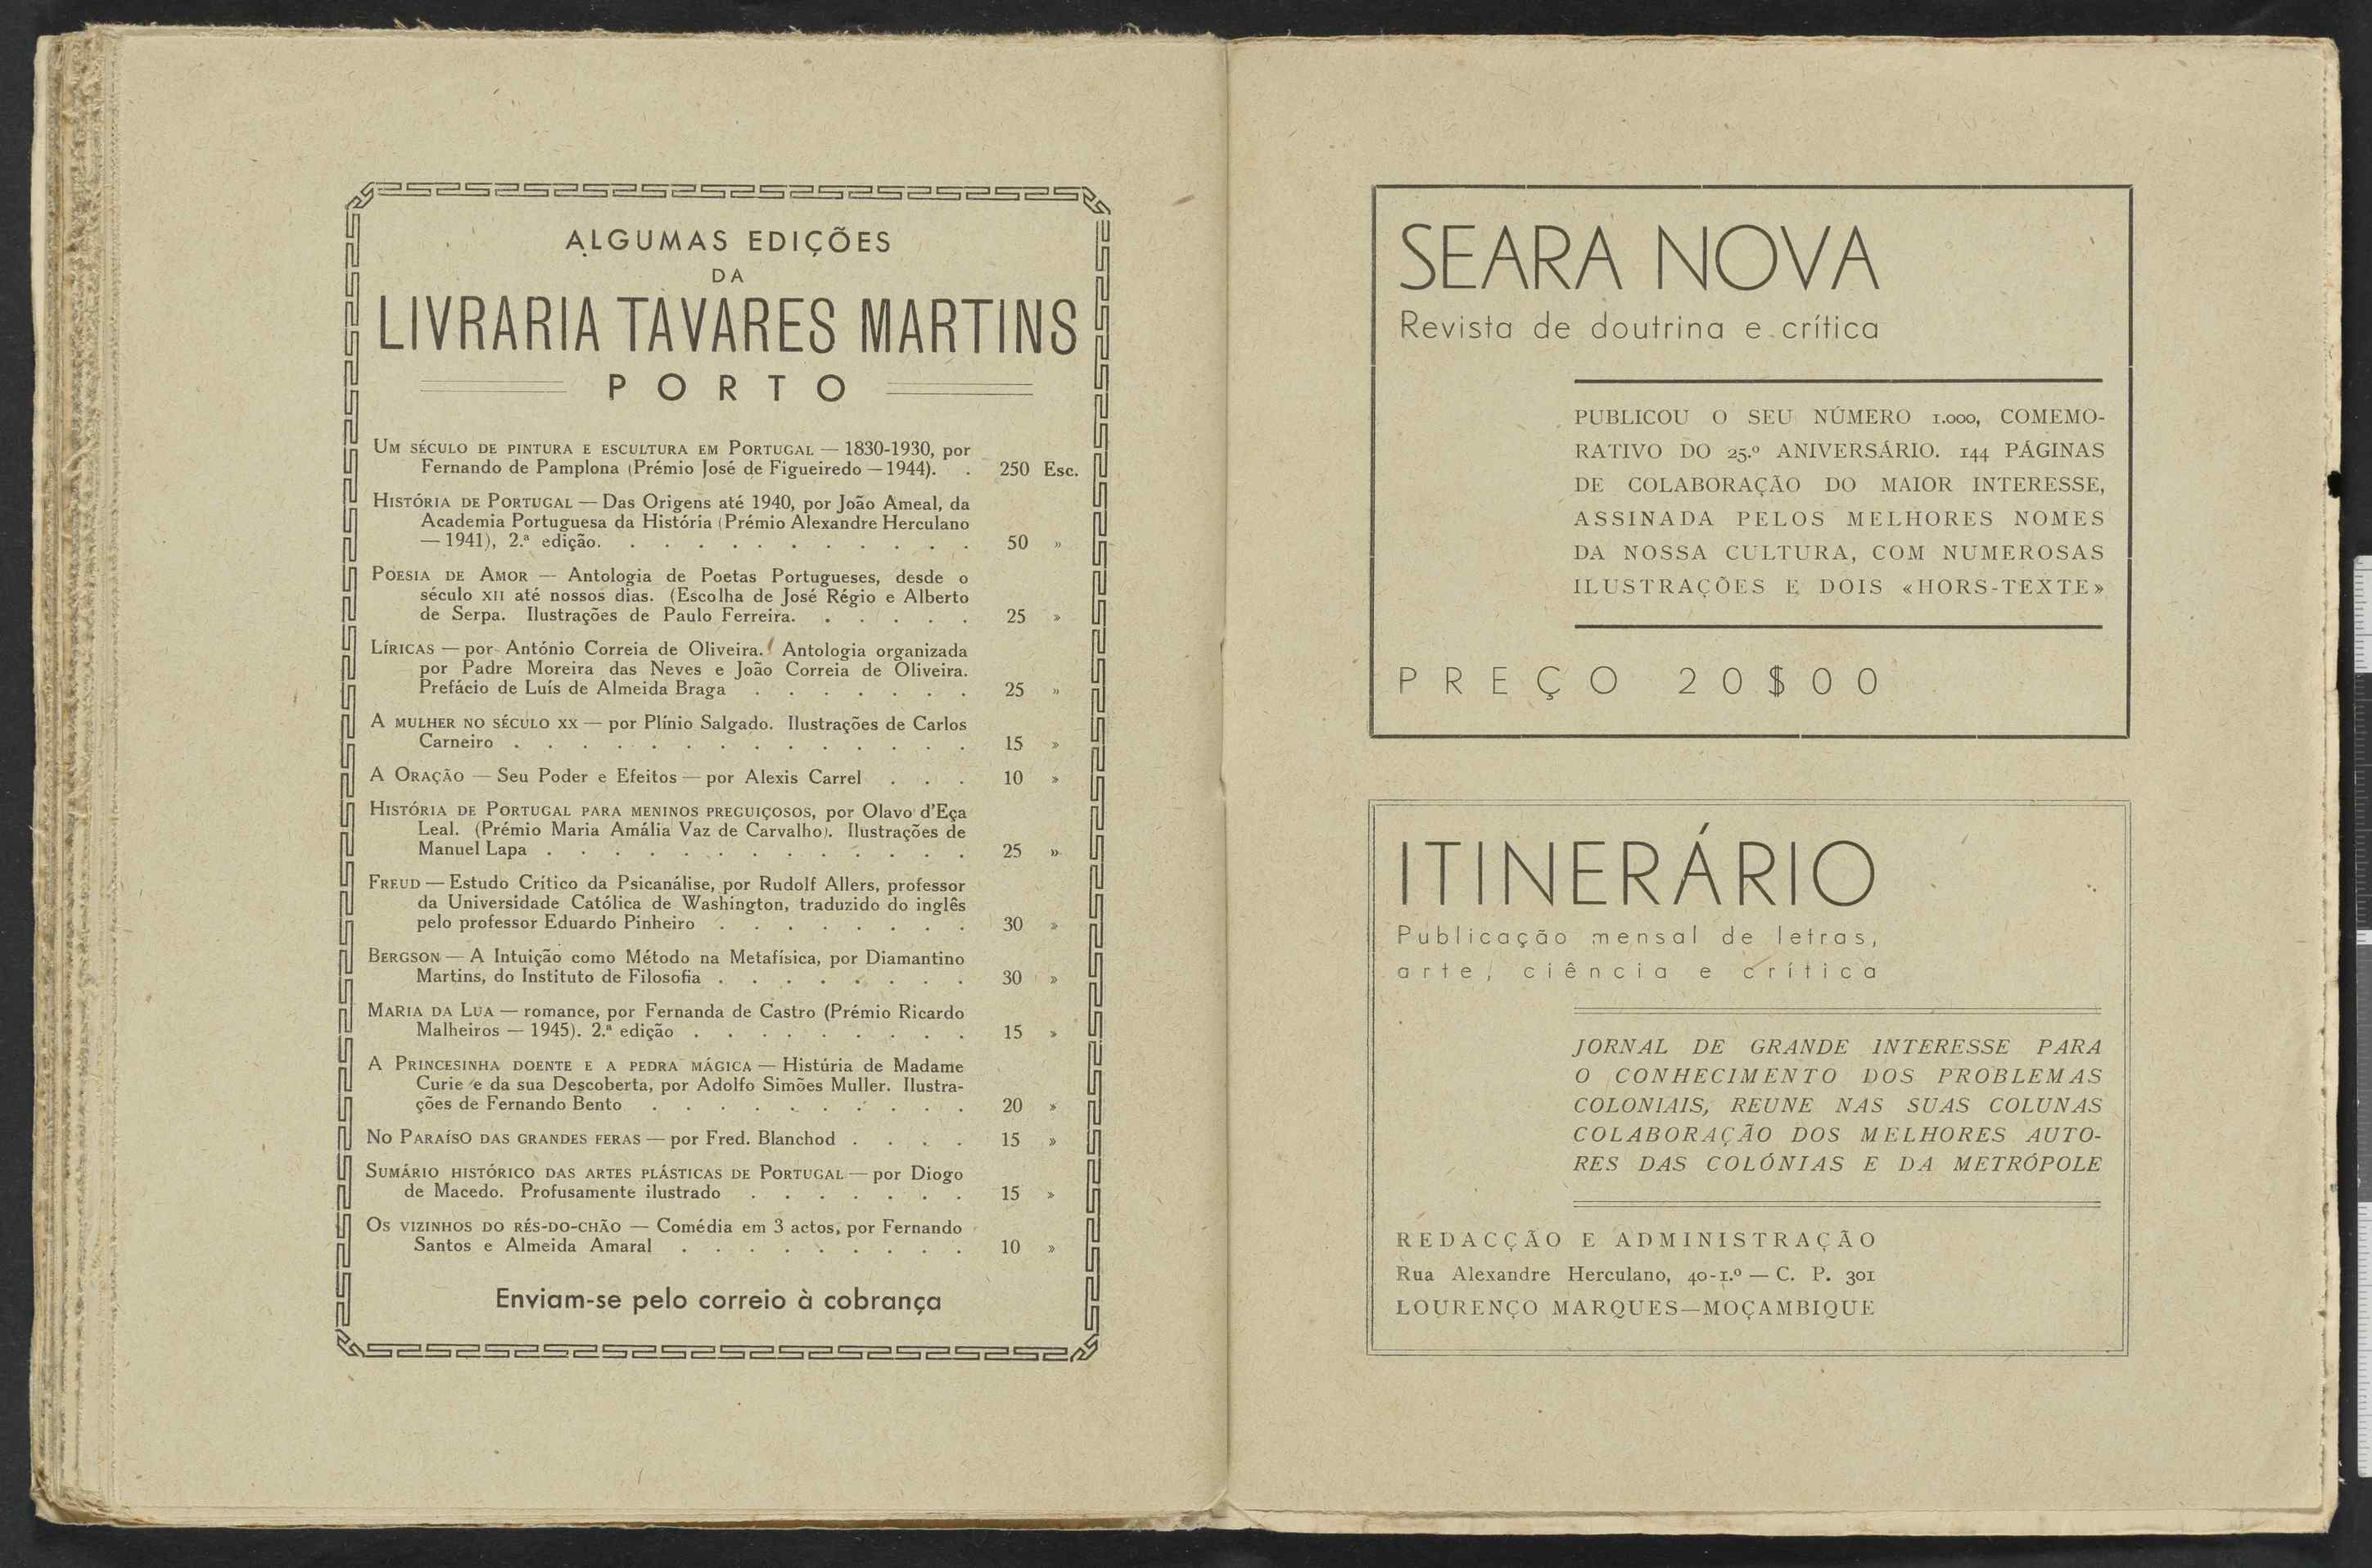 ALGUMAS EDIÇÕES
DA
LIVRARIA TAVARES MARTINS
PORTO
UM SÉCULO DE PINTURA E ESCULTURA EM PORTUGAL — 1830-1930, por
Fernando de Pamplona (Prémio José de Figueiredo — 1944). . 250 Esc.
HISTÓRIA DE PORTUGAL — Das Origens até 1940, por João Ameal, da
Academia Portuguesa da História (Prémio Alexandre Herculano
— 1941), 2.ª edição. . . . . . . . . . . . 50 »
POESIA DE AMOR — Antologia de Poetas Portugueses, desde o
século XII até nossos dias. (Escolha de José Régio e Alberto
de Serpa. Ilustrações de Paulo Ferreira. . . . . . 25 »
LÍRICAS — por António Correia de Oliveira. Antologia organizada
por Padre Moreira das Neves e João Correia de Oliveira.
Prefácio de Luís de Almeida Braga . . . . . . . 25 »
A MULHER NO SÉCULO XX — por Plínio Salgado. Ilustrações de Carlos
Carneiro . . . . . . . . . . . . . . 15 »
A ORAÇÃO — Seu Poder e Efeitos — por Alexis Carrel . . . 10 »
HISTÓRIA DE PORTUGAL PARA MENINOS PREGUIÇOSOS, por Olavo d'Eça
Leal. (Prémio Maria Amália Vaz de Carvalho). Ilustrações de
Manuel Lapa . . . . . . . . . . . . . 25 »
FREUD — Estudo Crítico da Psicanálise, por Rudolf Allers, professor
da Universidade Católica de Washington, traduzido do inglês
pelo professor Eduardo Pinheiro . . . . . . . . 30 »
BERGSON — A Intuição como Método na Metafísica, por Diamantino
Martins, do Instituto de Filosofia . . . . . . . . 30 »
MARIA DA LUA — romance, por Fernanda de Castro (Prémio Ricardo
Malheiros — 1945). 2.ª edição . . . . . . . . . 15 »
A PRINCESINHA DOENTE E A PEDRA MÁGICA — Histúria de Madame
Curie e da sua Descoberta, por Adolfo Simões Muller. Ilustra-
ções de Fernando Bento . . . . . . . . . . 20 »
NO PARAÍSO DAS GRANDES FERAS — por Fred. Blanchod . . . . 15 »
SUMÁRIO HISTÓRICO DAS ARTES PLÁSTICAS DE PORTUGAL — por Diogo
de Macedo. Profusamente ilustrado . . . . . . . 15 »
OS VIZINHOS DO RÉS-DO-CHÃO — Comédia em 3 actos, por Fernando
Santos e Almeida Amaral . . . . . . . . . 10 »
Enviam-se pelo correio à cobrança
SEARA NOVA
Revista de doutrina e crítica
PUBLICOU O SEU NÚMERO 1.000, COMEMO-
RATIVO DO 25.º ANIVERSÁRIO. 144 PÁGINAS
DE COLABORAÇÃO DO MAIOR INTERESSE,
ASSINADA PELOS MELHORES NOMES
DA NOSSA CULTURA, COM NUMEROSAS
ILUSTRAÇÕES E DOIS «HORS-TEXTE»
PREÇO 20$00
ITINERÁRIO
Publicação mensal de letras,
arte, ciência e crítica
JORNAL DE GRANDE INTERESSE PARA
O CONHECIMENTO DOS PROBLEMAS
COLONIAIS, REUNE NAS SUAS COLUNAS
COLABORAÇÃO DOS MELHORES AUTO-
RES DAS COLÓNIAS E DA METRÓPOLE
REDACÇÃO E ADMINISTRAÇÃO
Rua Alexandre Herculano, 40-1.º — C. P. 301
LOURENÇO MARQUES—MOÇAMBIQUE